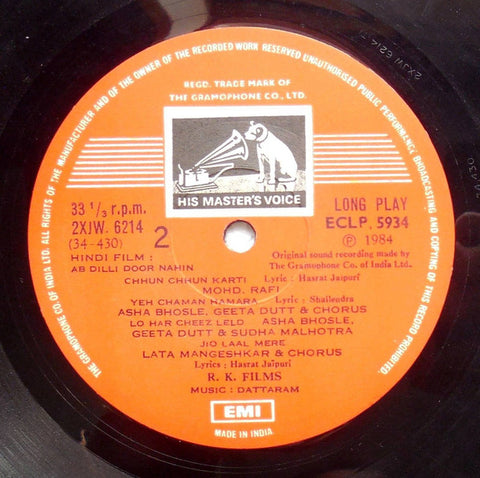 THE GRAMOPHONE CO. OF INDIA LTD. ALL RIGHTS OF THE MANUFACTURER AND OF THE OWNER OF THE RECORDED WORK RESERVED UNAUTHORISED PUBLIC PERFORMANCE BROADCASTING AND COPYING OF THIS RECORD PROHIBITED.
REGD. TRADE MARK OF
THE GRAMOPHONE CO., LTD.
HIS MASTER'S VOICE
33 1/3 r.p.m.
2XJW. 6214
(34-430)
2
LONG PLAY
ECLP. 5934
℗ 1984
HINDI FILM :
AB DILLI DOOR NAHIN
Original sound recording made by
The Gramophone Co. of India Ltd.
CHHUN CHHUN KARTI Lyric : Hasrat Jaipuri
MOHD. RAFI
YEH CHAMAN HAMARA Lyric : Shailendra
ASHA BHOSLE, GEETA DUTT & CHORUS
LO HAR CHEEZ LELO ASHA BHOSLE,
GEETA DUTT & SUDHA MALHOTRA
JIO LAAL MERE
LATA MANGESHKAR & CHORUS
Lyrics : Hasrat Jaipuri
R. K. FILMS
MUSIC : DATTARAM
EMI
MADE IN INDIA